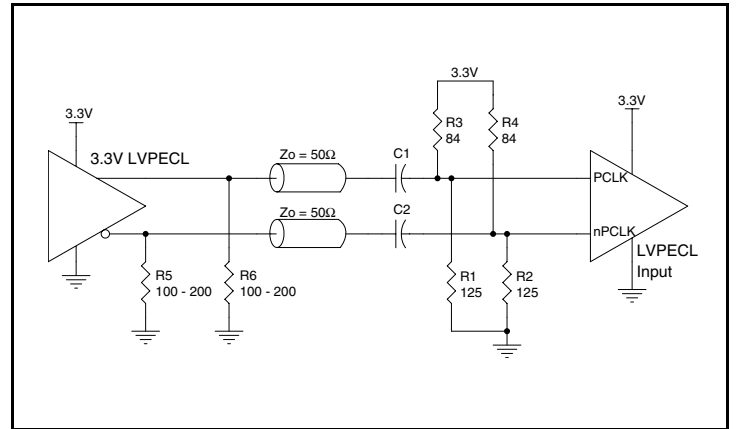 3.3V
3.3V LVPECL
R5
100 - 200
R6
100 - 200
Zo = 50Ω
Zo = 50Ω
C1
C2
3.3V
R3
84
R4
84
R1
125
R2
125
3.3V
PCLK
nPCLK
LVPECL
Input